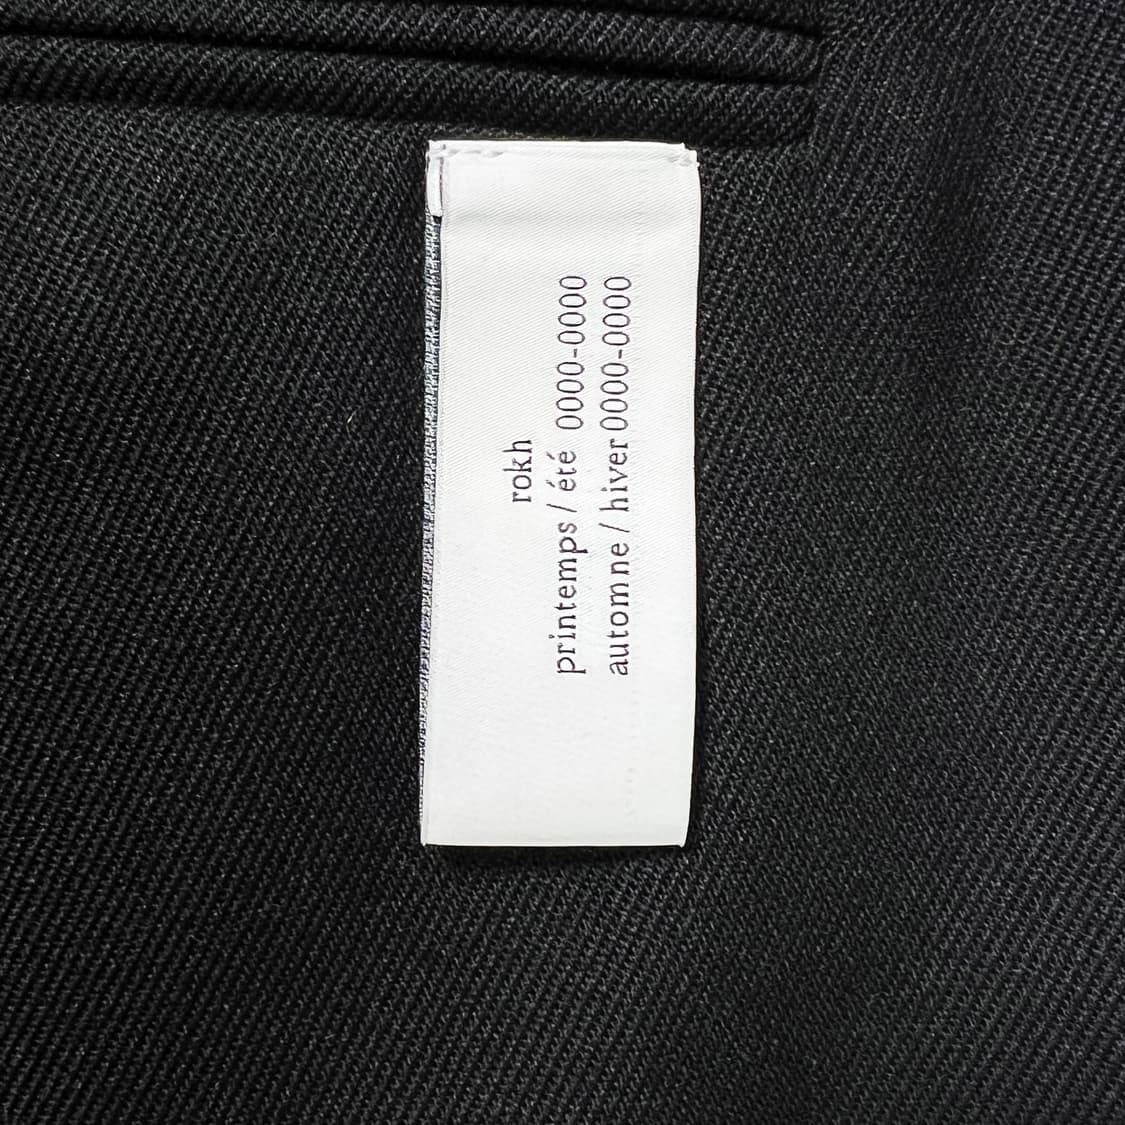 rokh
printemps / été 0000-0000
automne / hiver 0000-0000